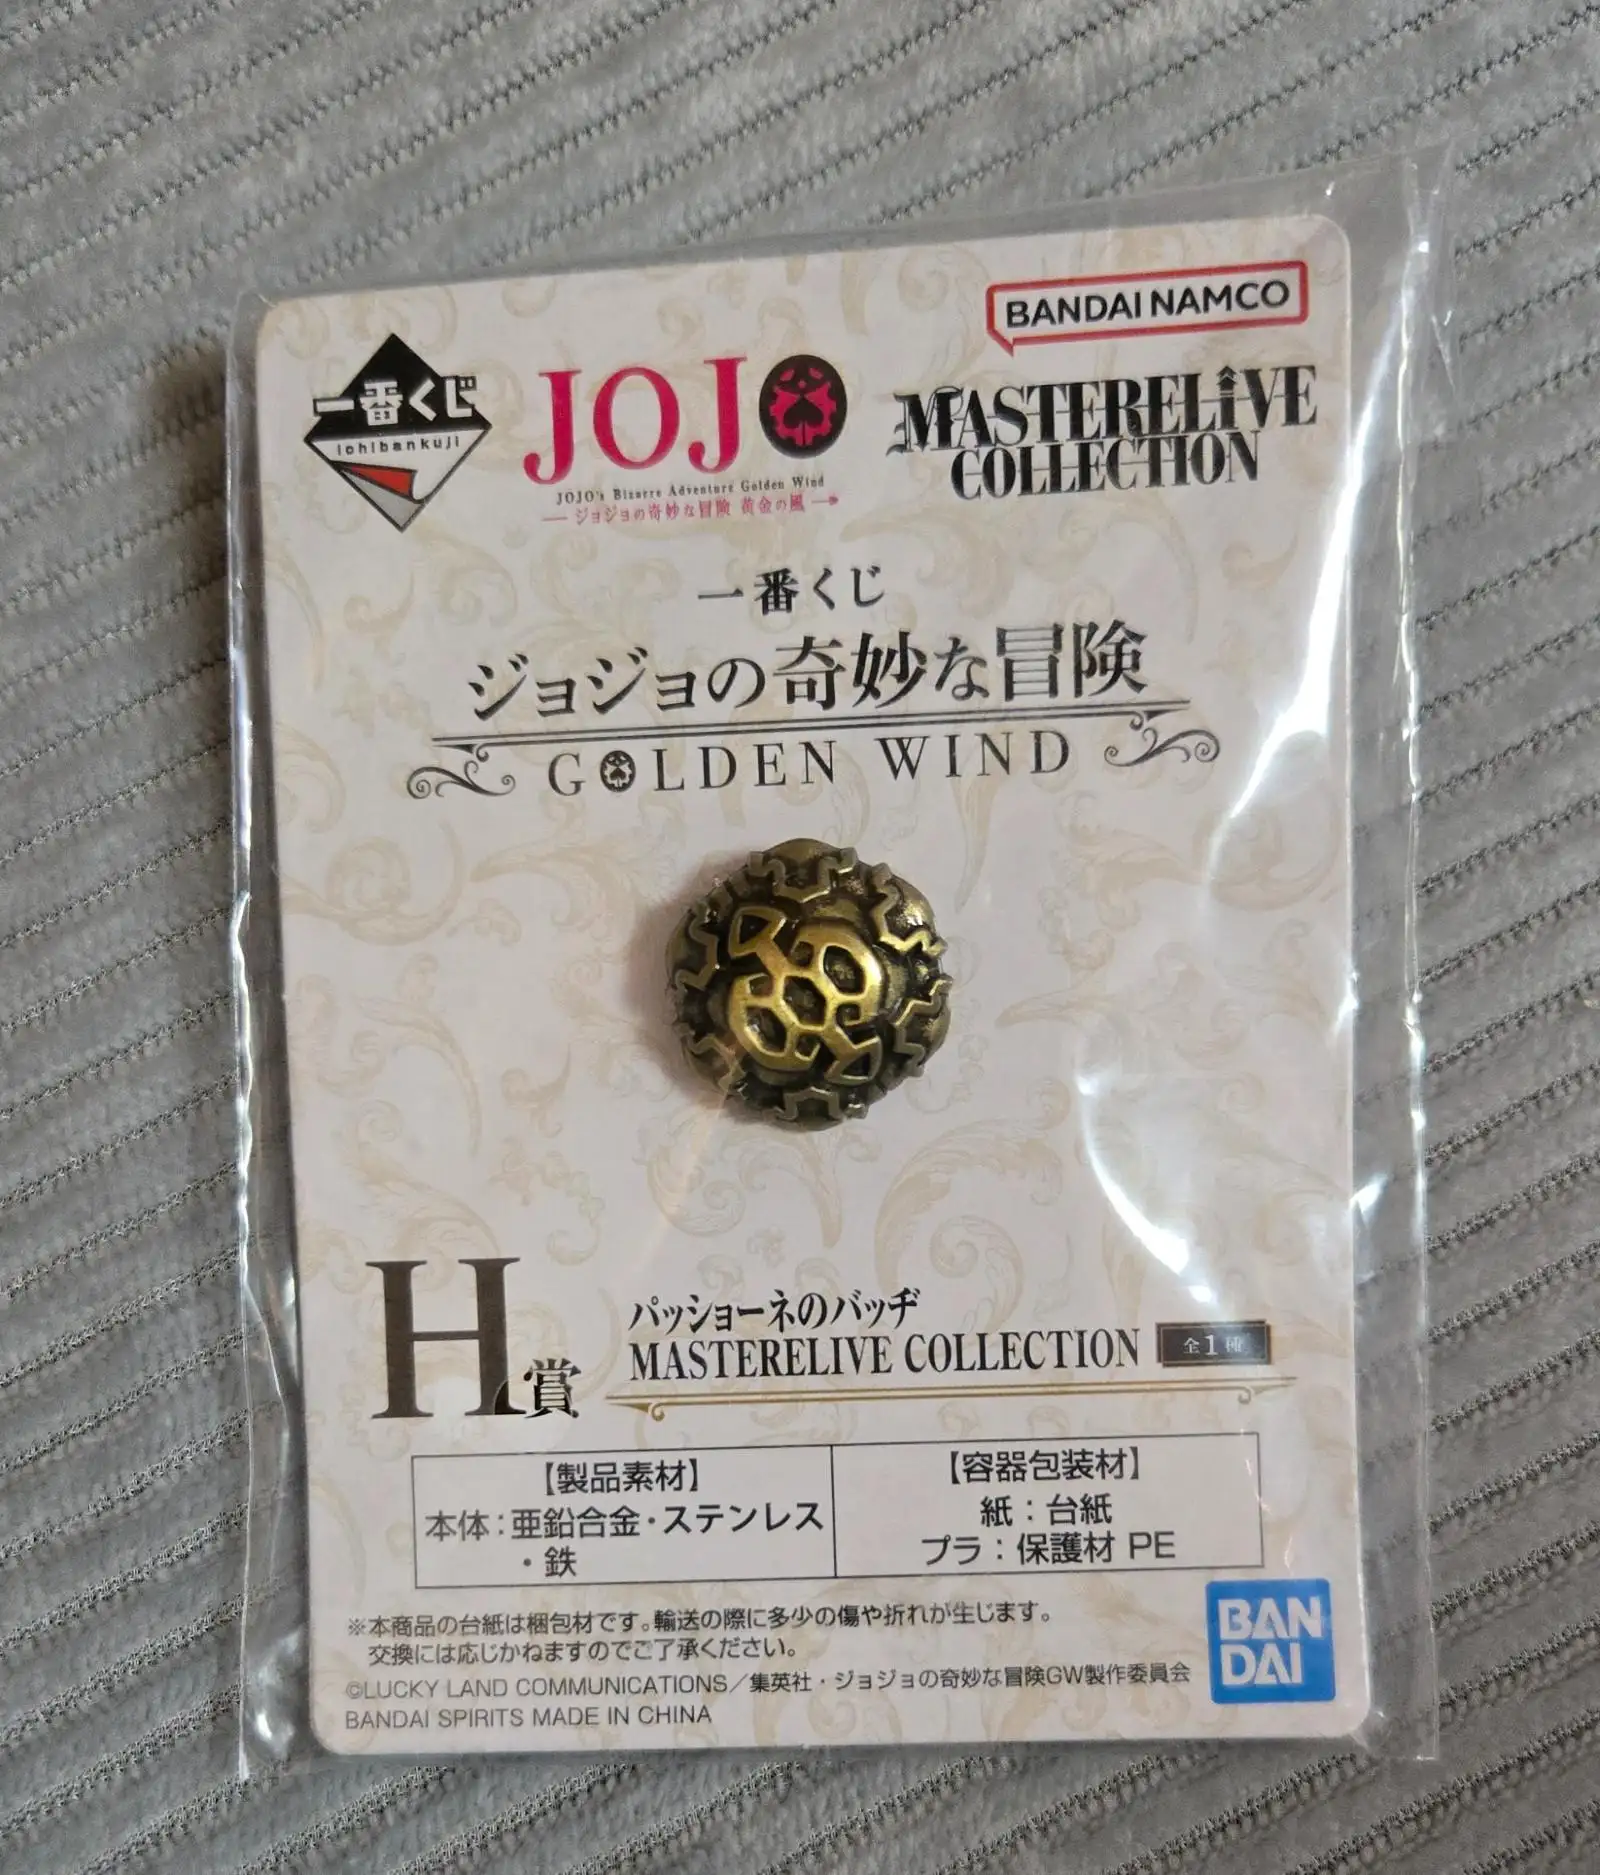 BANDAI NAMCO
一番くじ
ichibankuji
JOJO
JOJO's Bizarre Adventure Golden Wind
ジョジョの奇妙な冒険 黄金の風
MASTERELIVE
COLLECTION
一番くじ
ジョジョの奇妙な冒険
GOLDEN WIND
H賞
パッショーネのバッヂ
MASTERELIVE COLLECTION 全1種
【製品素材】
本体：亜鉛合金・ステンレス
・鉄
【容器包装材】
紙：台紙
プラ：保護材 PE
※本商品の台紙は梱包材です。輸送の際に多少の傷や折れが生じます。
交換には応じかねますのでご了承ください。
©LUCKY LAND COMMUNICATIONS／集英社・ジョジョの奇妙な冒険GW製作委員会
BANDAI SPIRITS MADE IN CHINA
BAN
DAI